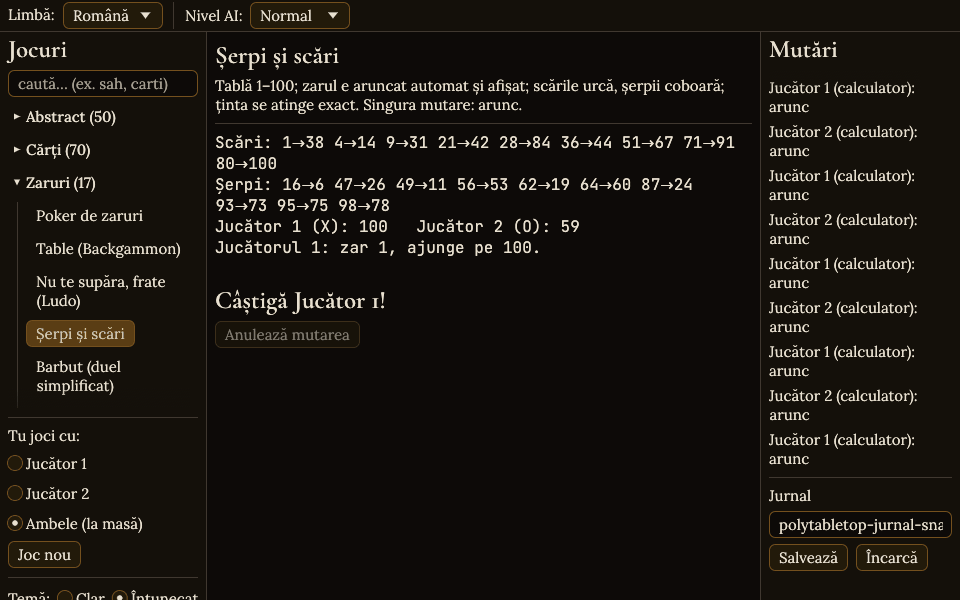 Limbă: Română ▼ Nivel AI: Normal ▼
Jocuri
caută... (ex. sah, carti)
▸ Abstract (50)
▸ Cărți (70)
▾ Zaruri (17)
Poker de zaruri
Table (Backgammon)
Nu te supăra, frate
(Ludo)
Șerpi și scări
Barbut (duel
simplificat)
Tu joci cu:
Jucător 1
Jucător 2
Ambele (la masă)
Joc nou
Temă: Clar Întunecat
Șerpi și scări
Tablă 1–100; zarul e aruncat automat și afișat; scările urcă, șerpii coboară;
ținta se atinge exact. Singura mutare: arunc.
Scări: 1→38 4→14 9→31 21→42 28→84 36→44 51→67 71→91
80→100
Șerpi: 16→6 47→26 49→11 56→53 62→19 64→60 87→24
93→73 95→75 98→78
Jucător 1 (X): 100 Jucător 2 (O): 59
Jucătorul 1: zar 1, ajunge pe 100.
Câștigă Jucător 1!
Anulează mutarea
Mutări
Jucător 1 (calculator):
arunc
Jucător 2 (calculator):
arunc
Jucător 1 (calculator):
arunc
Jucător 2 (calculator):
arunc
Jucător 1 (calculator):
arunc
Jucător 2 (calculator):
arunc
Jucător 1 (calculator):
arunc
Jucător 2 (calculator):
arunc
Jucător 1 (calculator):
arunc
Jurnal
polytabletop-jurnal-sna
Salvează Încarcă